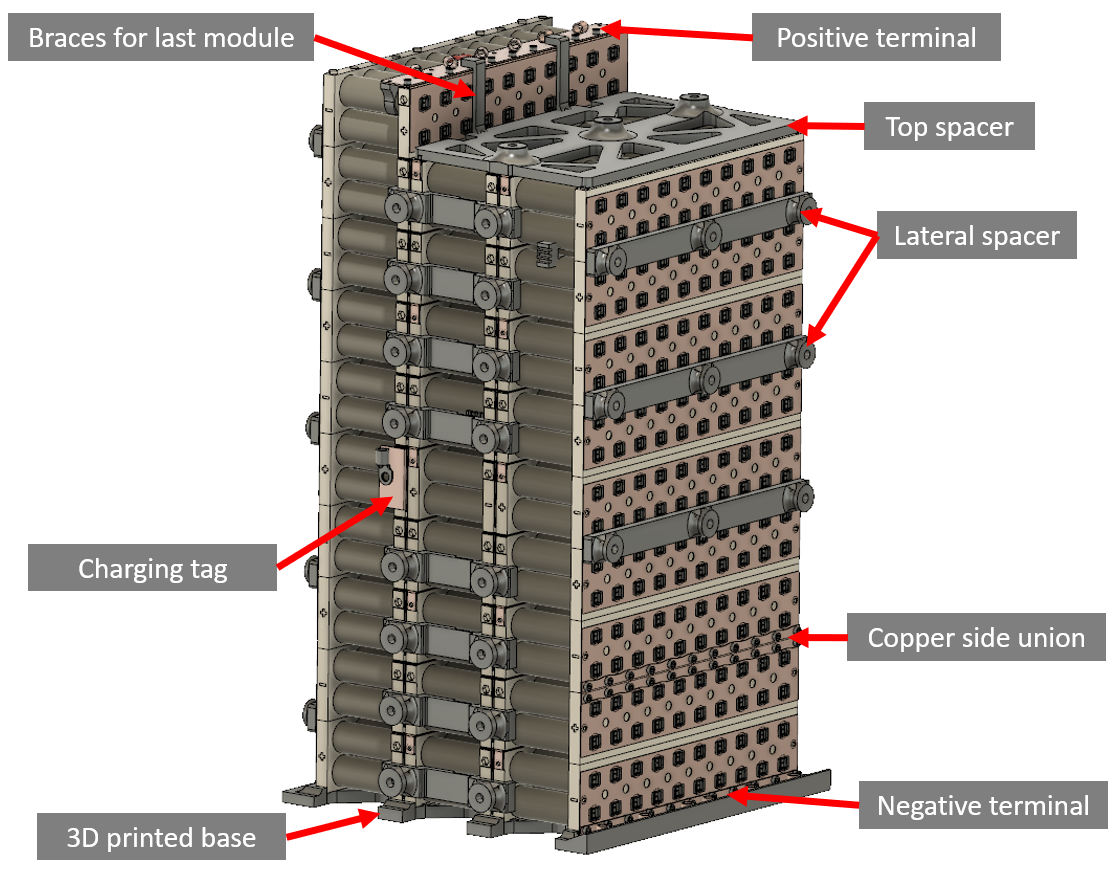 Braces for last module
Positive terminal
Top spacer
Lateral spacer
Charging tag
Copper side union
Negative terminal
3D printed base